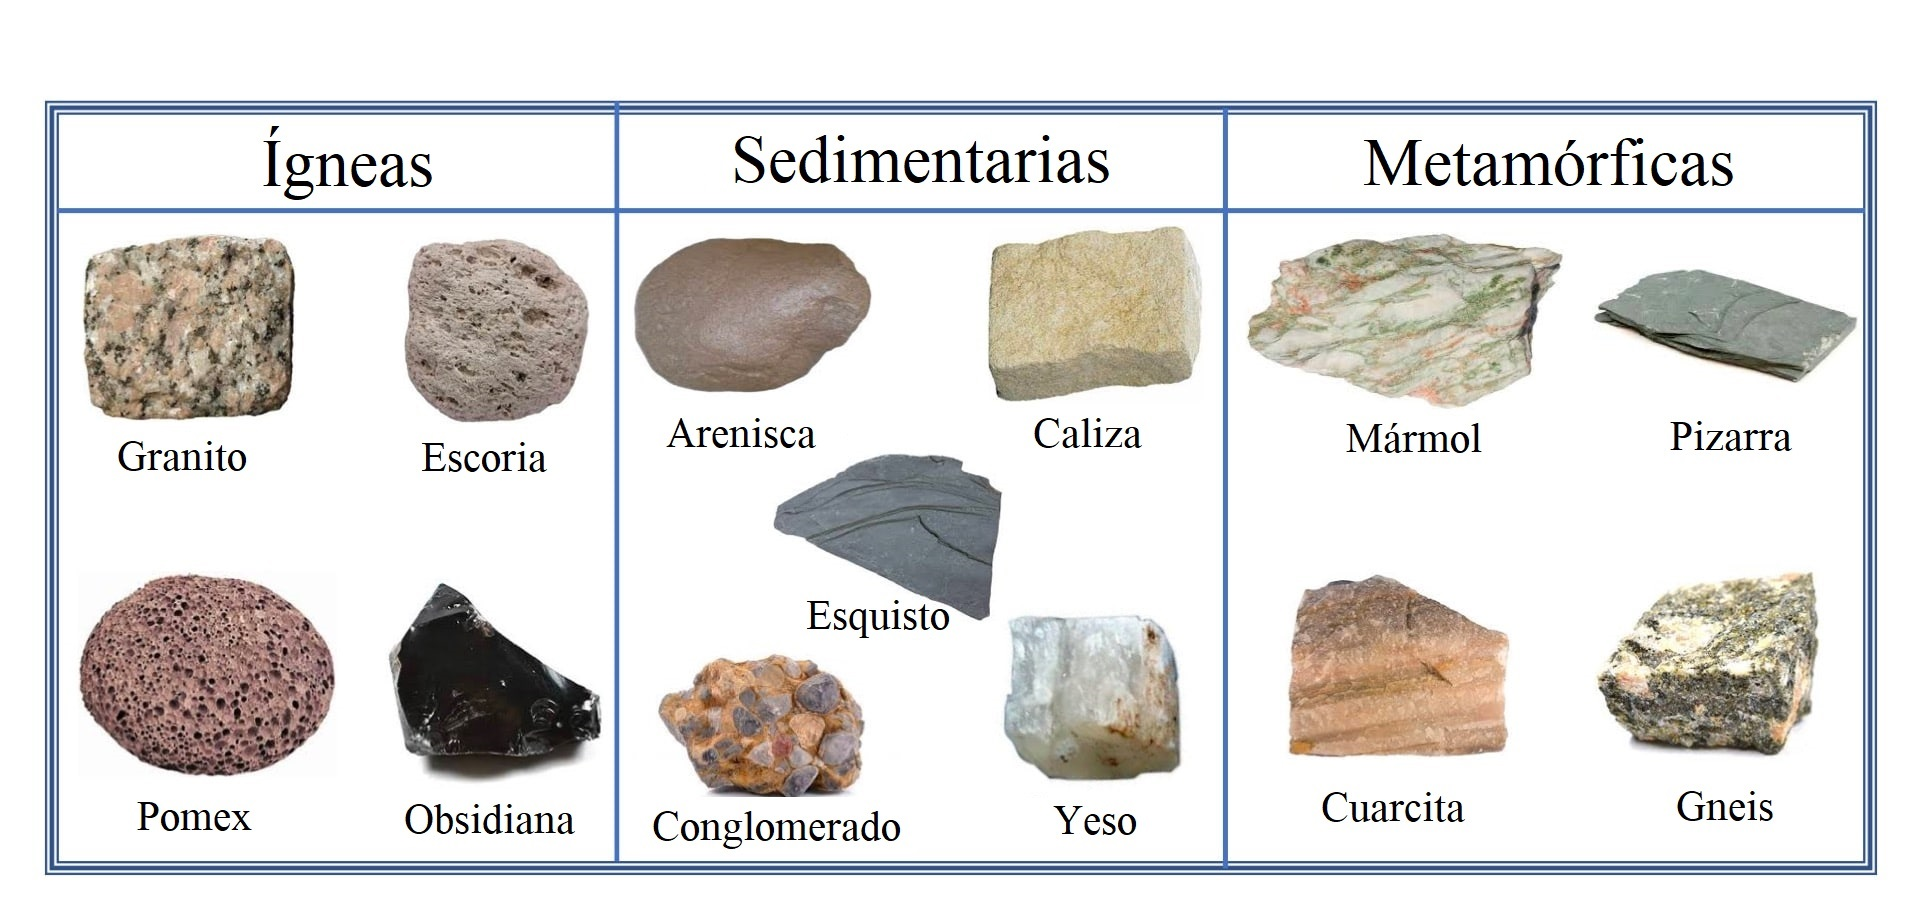 Ígneas
Sedimentarias
Metamórficas
Granito
Escoria
Arenisca
Caliza
Mármol
Pizarra
Esquisto
Pomex
Obsidiana
Conglomerado
Yeso
Cuarcita
Gneis